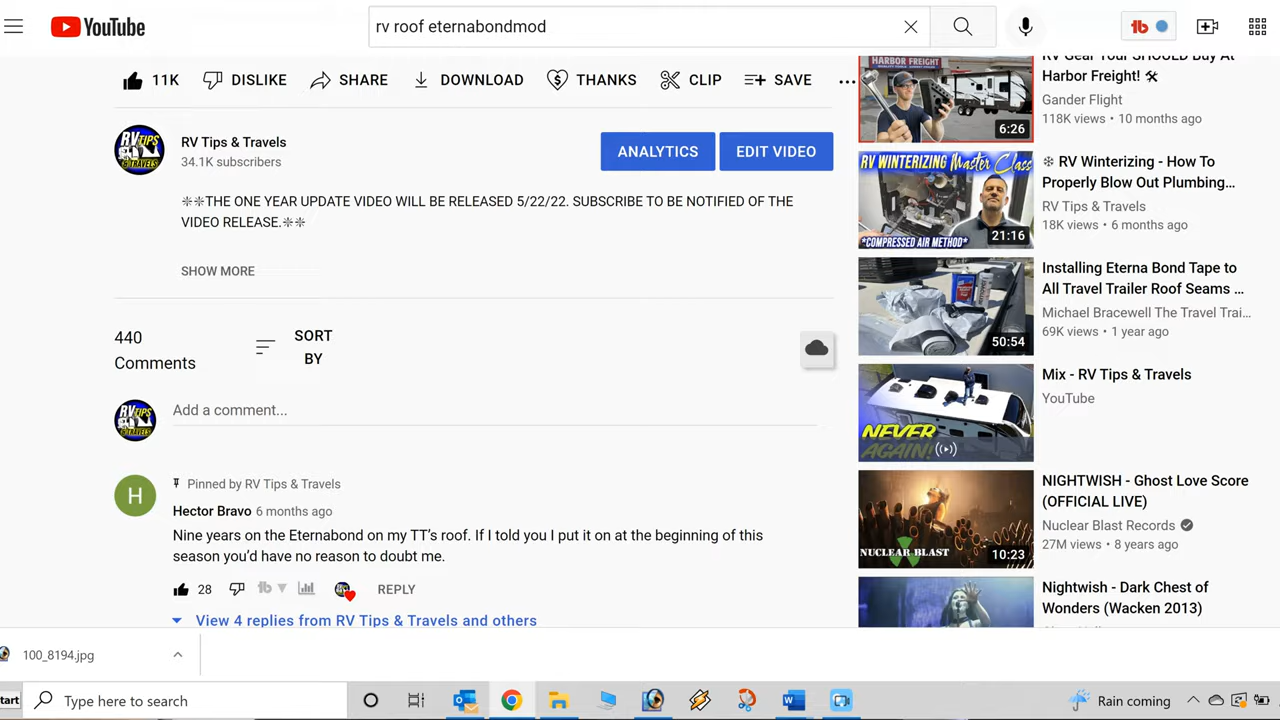 YouTube
rv roof eternabondmod
tb
11K
DISLIKE
SHARE
DOWNLOAD
THANKS
CLIP
SAVE
RV Tips & Travels
34.1K subscribers
ANALYTICS
EDIT VIDEO
❊❊THE ONE YEAR UPDATE VIDEO WILL BE RELEASED 5/22/22. SUBSCRIBE TO BE NOTIFIED OF THE
VIDEO RELEASE.❊❊
SHOW MORE
440
Comments
SORT
BY
RV TIPS
& TRAVELS
Add a comment...
H
Pinned by RV Tips & Travels
Hector Bravo 6 months ago
Nine years on the Eternabond on my TT’s roof. If I told you I put it on at the beginning of this
season you’d have no reason to doubt me.
28
tb
REPLY
View 4 replies from RV Tips & Travels and others
HARBOR FREIGHT
6:26
RV Gear Your SHOULD Buy At
Harbor Freight! 🛠
Gander Flight
118K views • 10 months ago
RV WINTERIZING Master Class
*COMPRESSED AIR METHOD*
21:16
❄ RV Winterizing - How To
Properly Blow Out Plumbing...
RV Tips & Travels
18K views • 6 months ago
50:54
Installing Eterna Bond Tape to
All Travel Trailer Roof Seams ...
Michael Bracewell The Travel Trai...
69K views • 1 year ago
NEVER
AGAIN!
Mix - RV Tips & Travels
YouTube
NUCLEAR BLAST
10:23
NIGHTWISH - Ghost Love Score
(OFFICIAL LIVE)
Nuclear Blast Records
27M views • 8 years ago
Nightwish - Dark Chest of
Wonders (Wacken 2013)
100_8194.jpg
tart
Type here to search
Rain coming